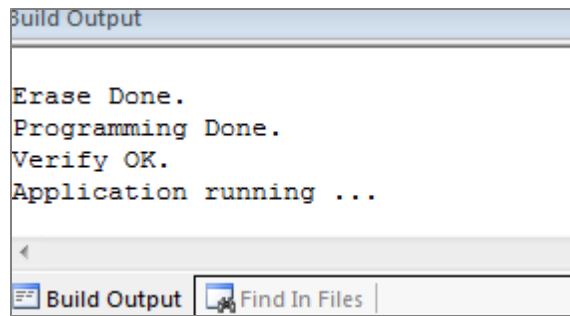 Build Output
Erase Done.
Programming Done.
Verify OK.
Application running ...
Build Output
Find In Files